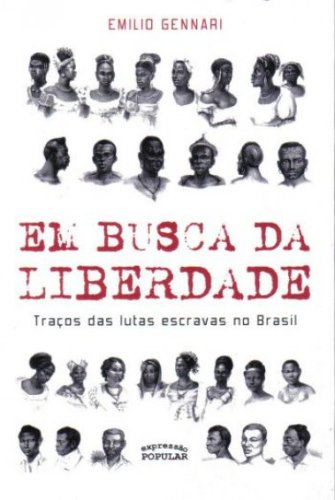 EMILIO GENNARI
EM BUSCA DA
LIBERDADE
Traços das lutas escravas no Brasil
expressão
POPULAR